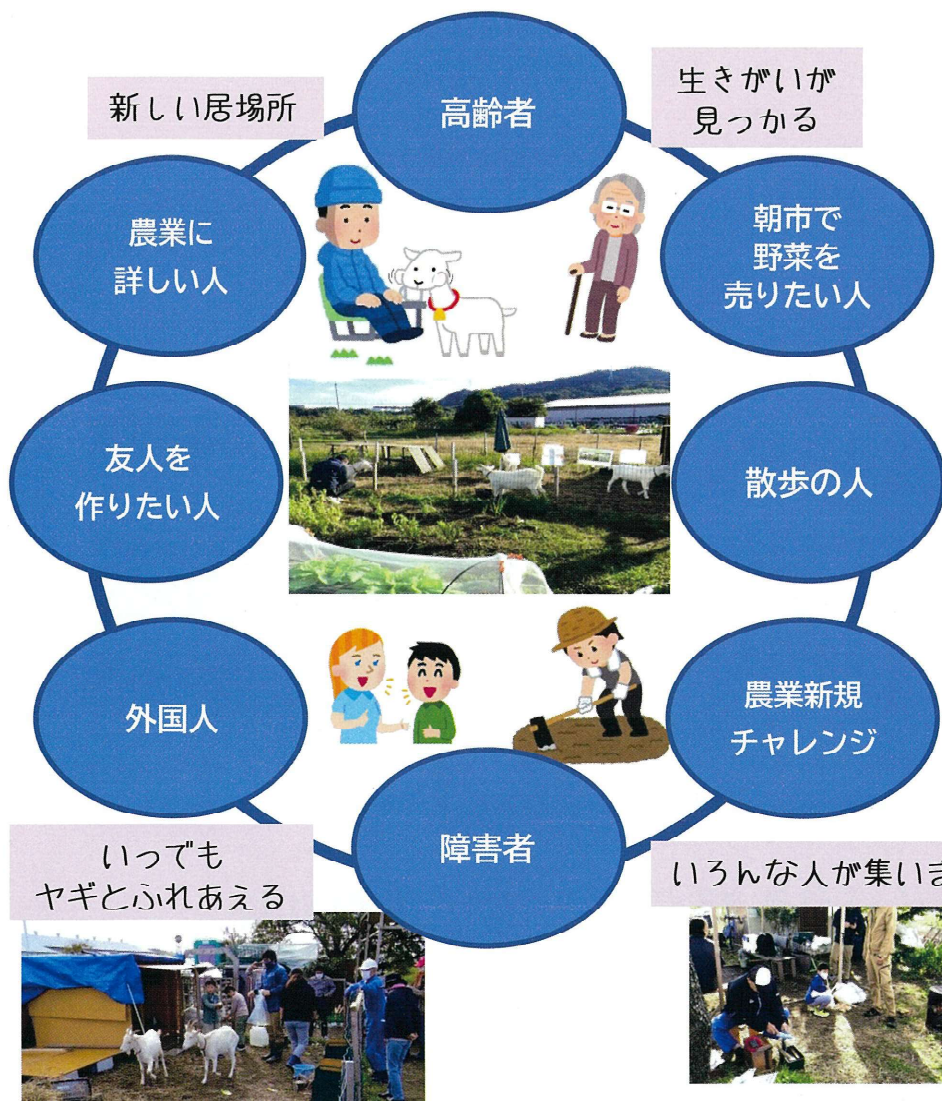 高齢者
新しい居場所
生きがいが
見つかる
農業に
詳しい人
朝市で
野菜を
売りたい人
友人を
作りたい人
散歩の人
外国人
農業新規
チャレンジ
障害者
いつでも
ヤギとふれあえる
いろんな人が集いま